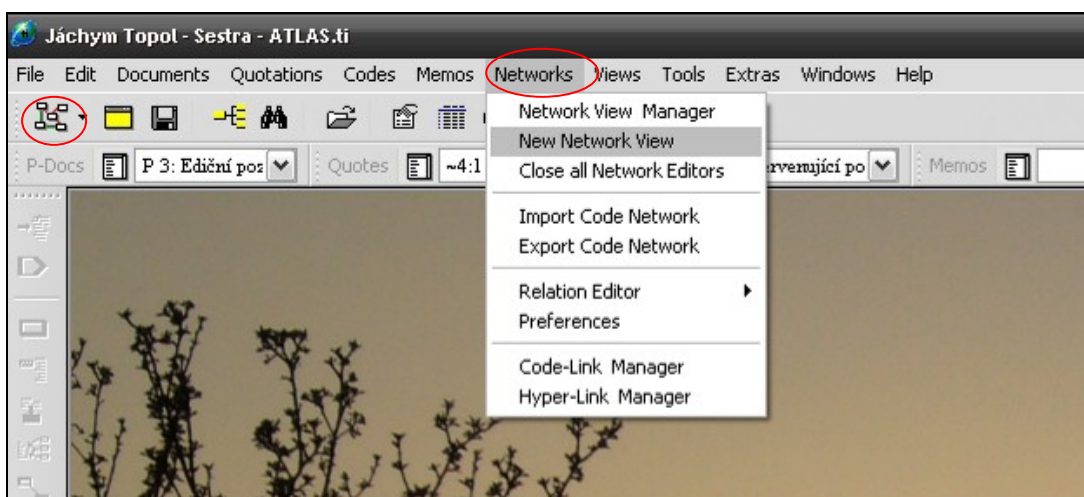 Jáchym Topol - Sestra - ATLAS.ti
File Edit Documents Quotations Codes Memos Networks Views Tools Extras Windows Help
P-Docs P 3: Ediční poz Quotes ~4:1 po Memos
Network View Manager
New Network View
Close all Network Editors
Import Code Network
Export Code Network
Relation Editor
Preferences
Code-Link Manager
Hyper-Link Manager